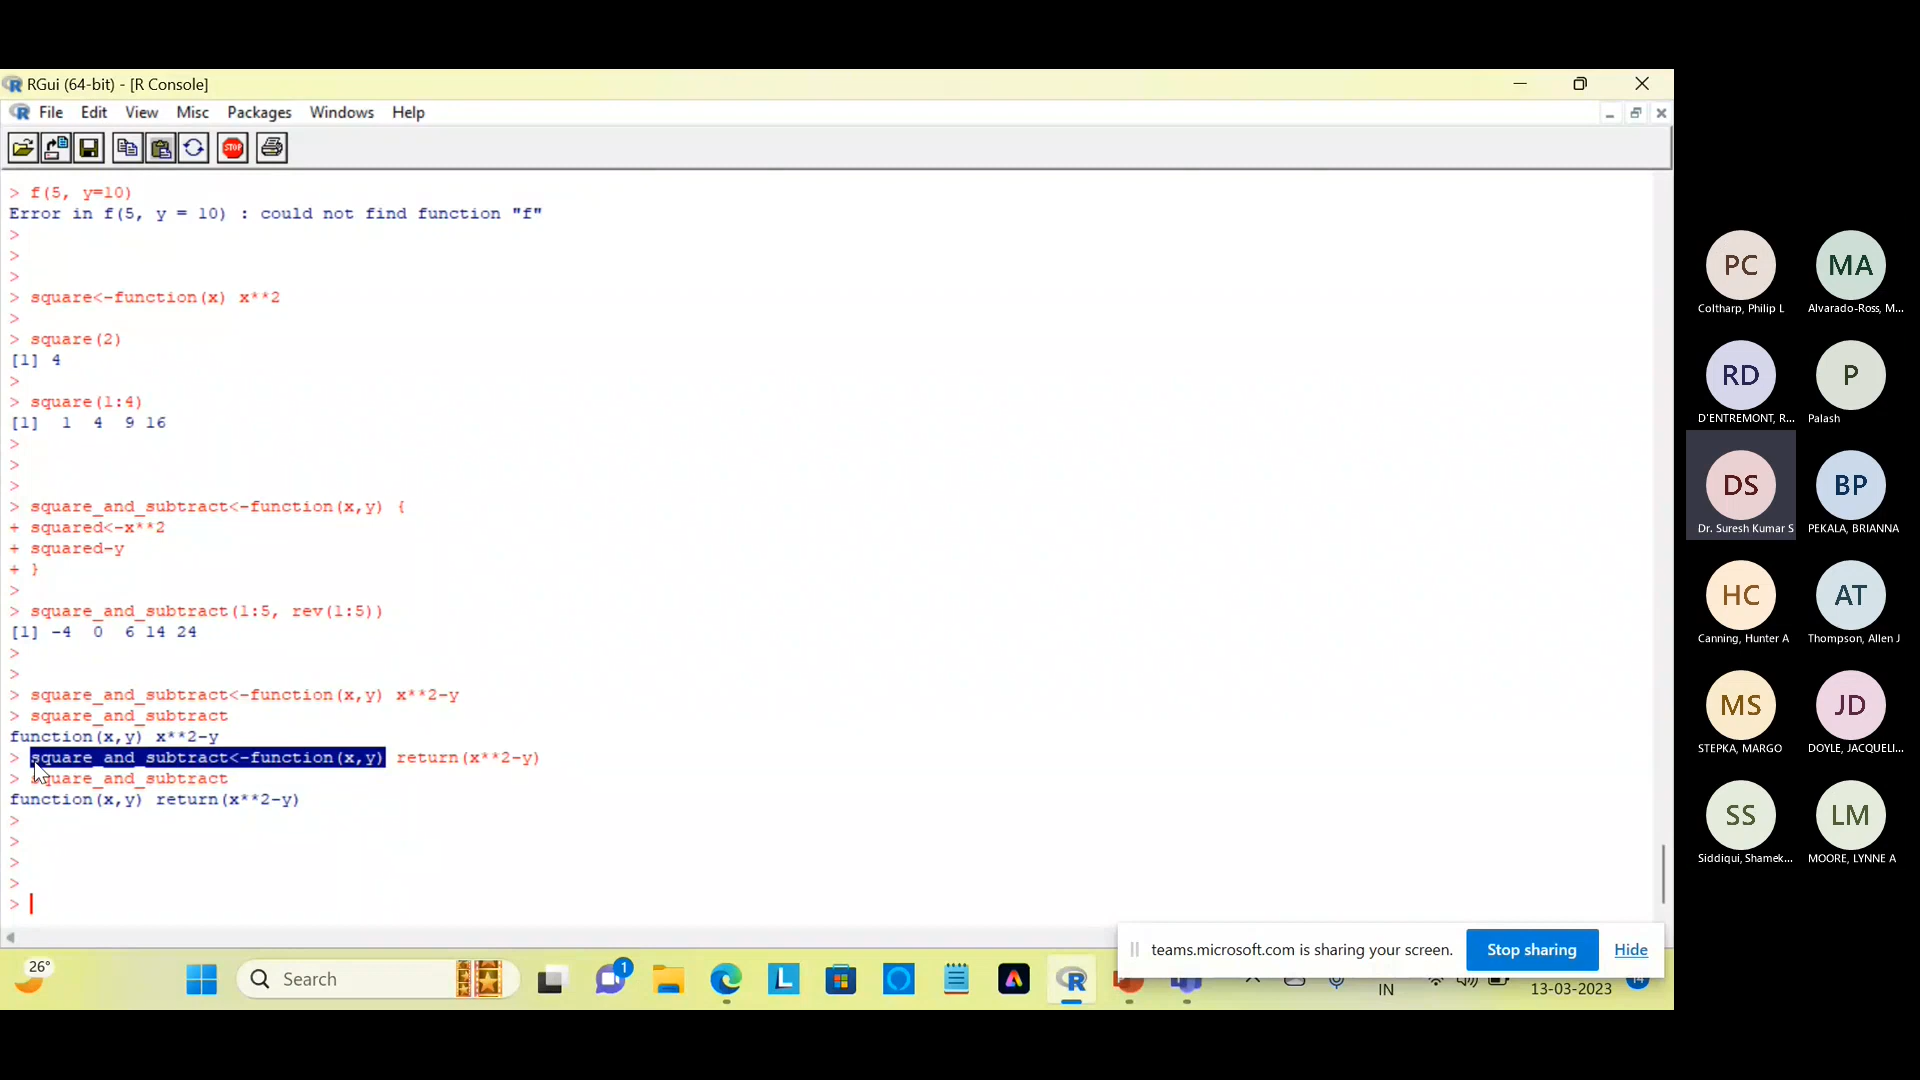 RGui (64-bit) - [R Console]
File Edit View Misc Packages Windows Help
STOP
> f(5, y=10)
Error in f(5, y = 10) : could not find function "f"
>
>
>
> square<-function(x) x**2
>
> square(2)
[1] 4
>
> square(1:4)
[1]  1  4  9 16
>
>
>
> square_and_subtract<-function(x,y) {
+ squared<-x**2
+ squared-y
+ }
>
> square_and_subtract(1:5, rev(1:5))
[1] -4  0  6 14 24
>
>
> square_and_subtract<-function(x,y) x**2-y
> square_and_subtract
function(x,y) x**2-y
> square_and_subtract<-function(x,y) return(x**2-y)
> square_and_subtract
function(x,y) return(x**2-y)
>
>
>
>
>
teams.microsoft.com is sharing your screen. Stop sharing Hide
26°
Search
1
L
R
IN
13-03-2023
14
PC
Coltharp, Philip L
MA
Alvarado-Ross, M...
RD
D'ENTREMONT, R...
P
Palash
DS
Dr. Suresh Kumar S
BP
PEKALA, BRIANNA
HC
Canning, Hunter A
AT
Thompson, Allen J
MS
STEPKA, MARGO
JD
DOYLE, JACQUELI...
SS
Siddiqui, Shamek...
LM
MOORE, LYNNE A